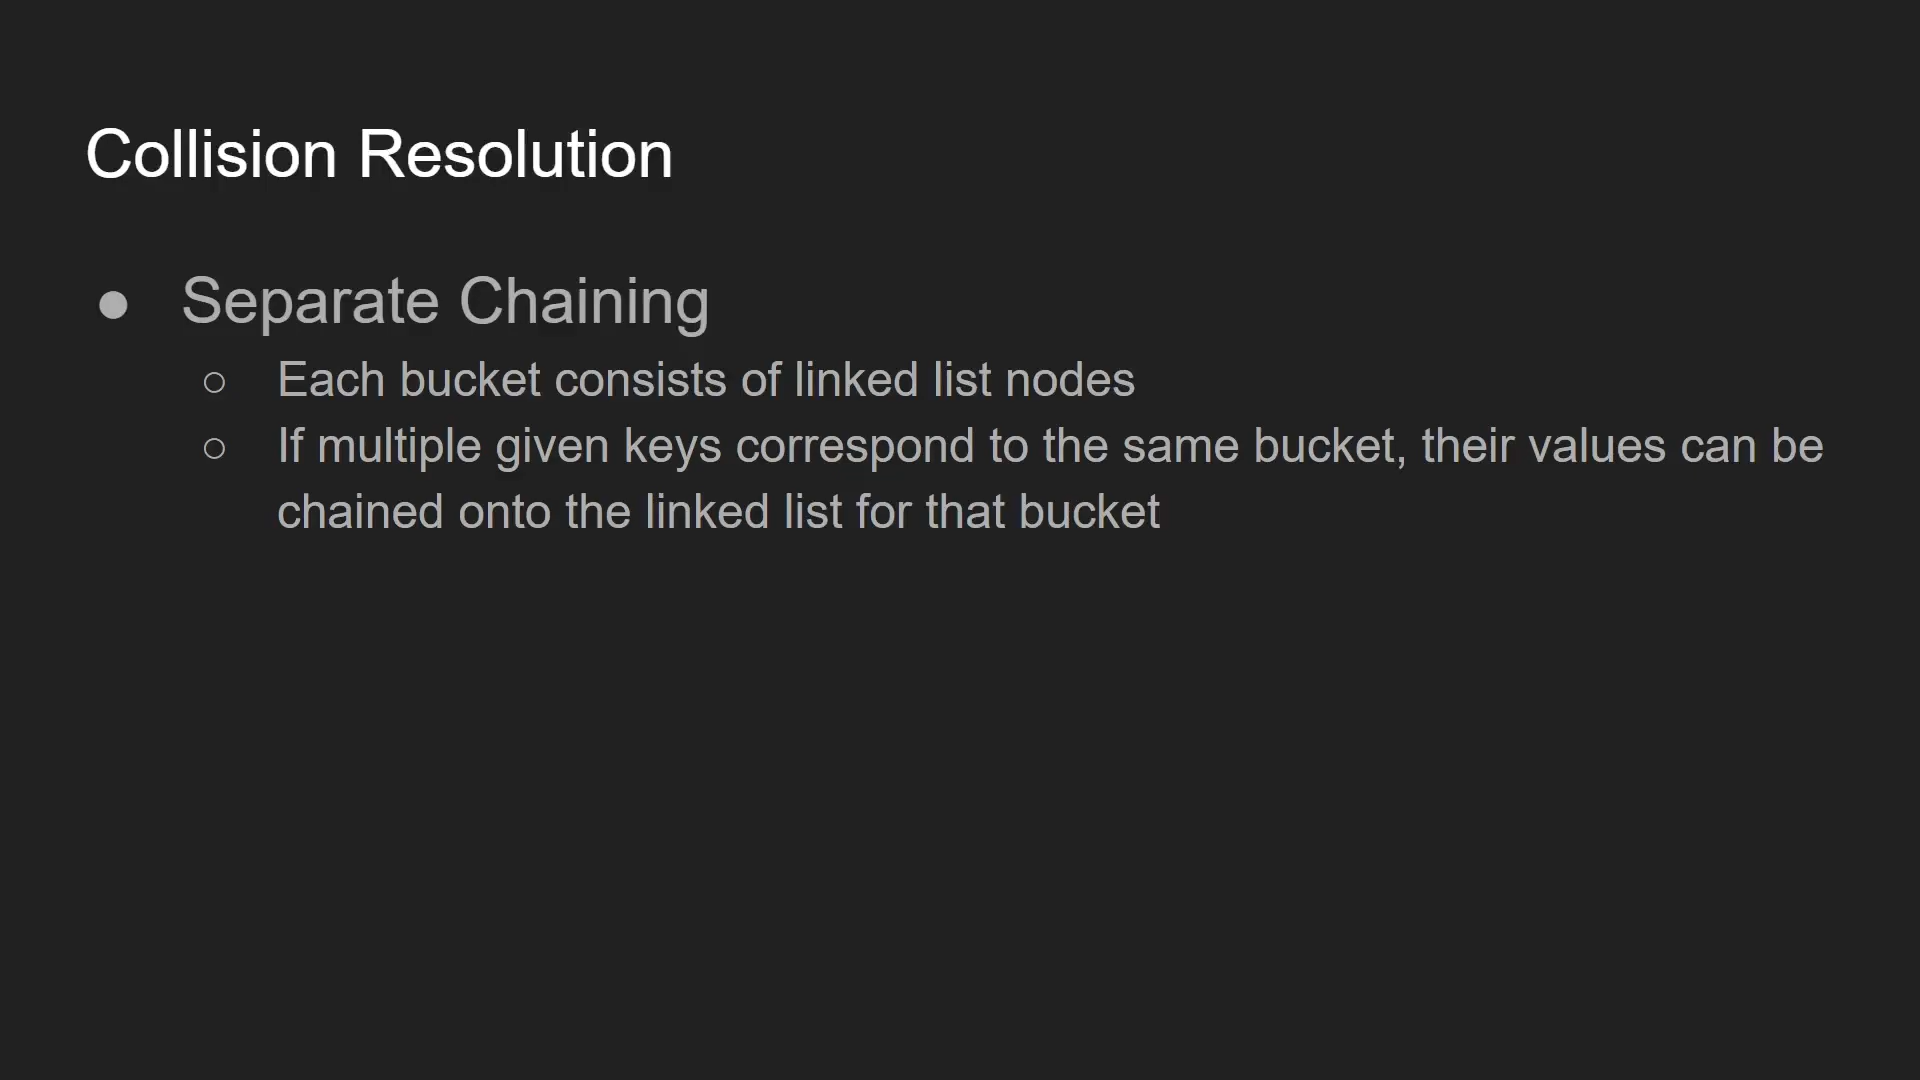 Collision Resolution
● Separate Chaining
○ Each bucket consists of linked list nodes
○ If multiple given keys correspond to the same bucket, their values can be
chained onto the linked list for that bucket